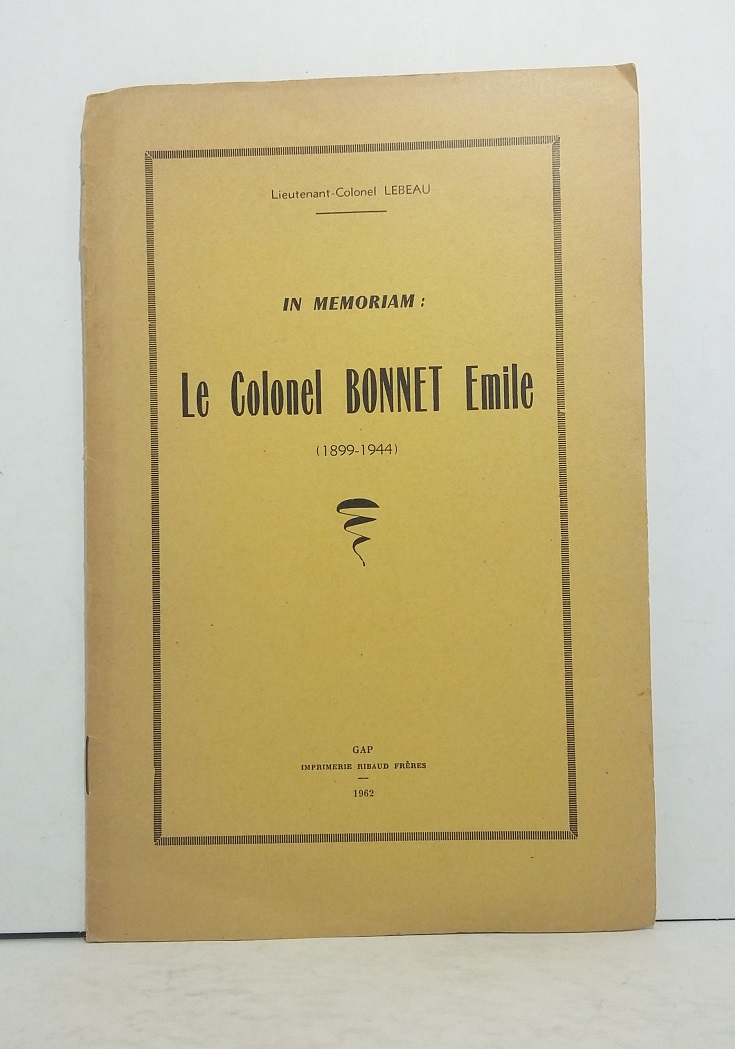 Lieutenant-Colonel LEBEAU
IN MEMORIAM :
Le Colonel BONNET Emile
(1899-1944)
GAP
IMPRIMERIE RIBAUD FRÈRES
1962